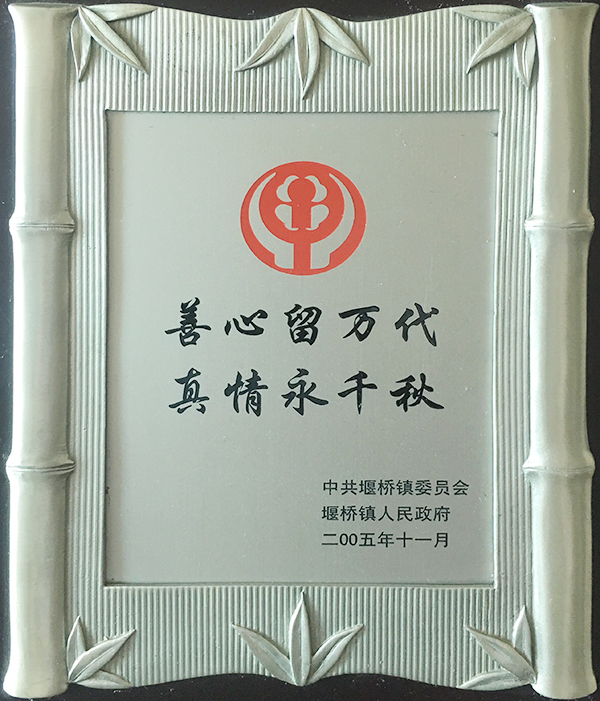 善心留万代
真情永千秋
中共堰桥镇委员会
堰桥镇人民政府
二00五年十一月